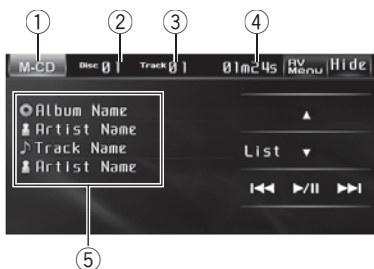 ① ② ③ ④
M-CD Disc 01 Track 01 01m24s AV Menu Hide
Album Name
Artist Name
Track Name
Artist Name
List
⑤